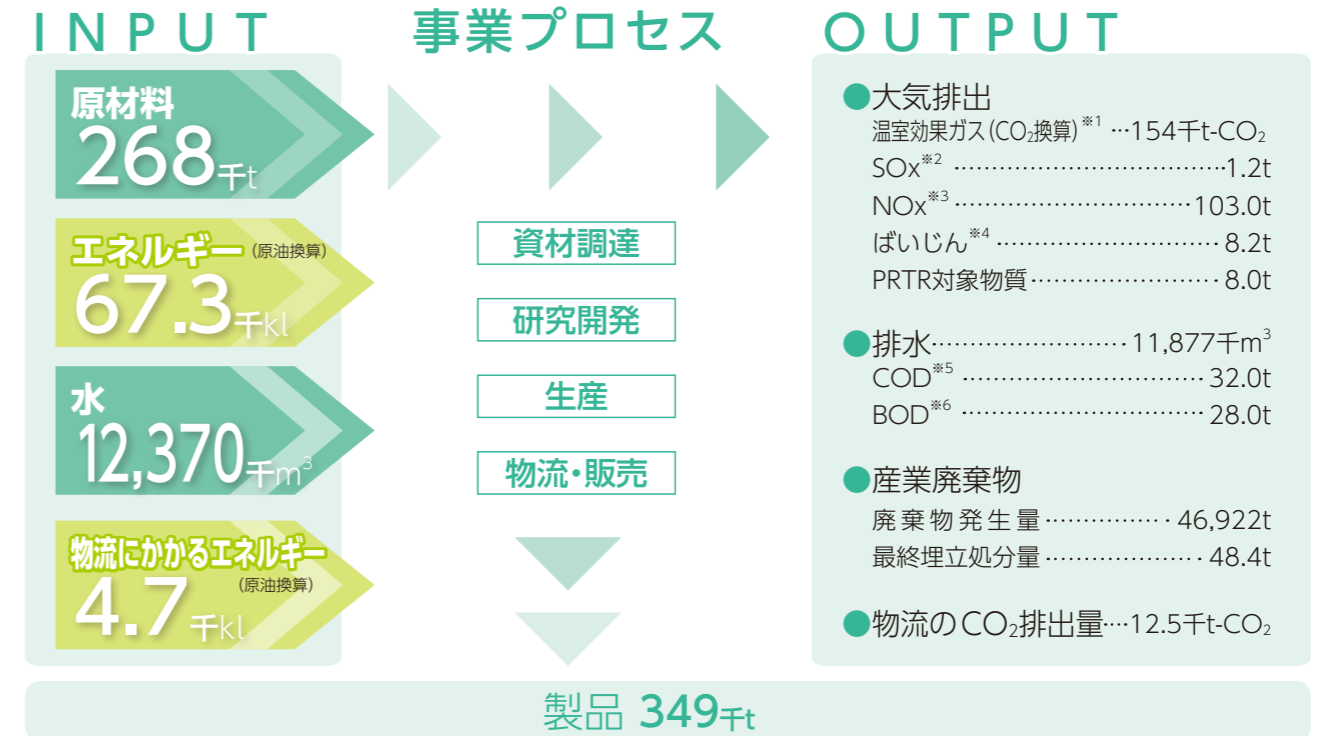 INPUT
原材料
268千t
エネルギー(原油換算)
67.3千kl
水
12,370千m³
物流にかかるエネルギー
(原油換算)
4.7千kl
事業プロセス
資材調達
研究開発
生産
物流・販売
OUTPUT
●大気排出
温室効果ガス(CO₂換算)※1 …154千t-CO₂
SOx※2 ……………………………1.2t
NOx※3 …………………………103.0t
ばいじん※4 ……………………… 8.2t
PRTR対象物質 …………………… 8.0t
●排水……………………11,877千m³
COD※5 ………………………… 32.0t
BOD※6 ………………………… 28.0t
●産業廃棄物
廃棄物発生量 …………… 46,922t
最終埋立処分量 ………………… 48.4t
●物流のCO₂排出量…12.5千t-CO₂
製品 349千t